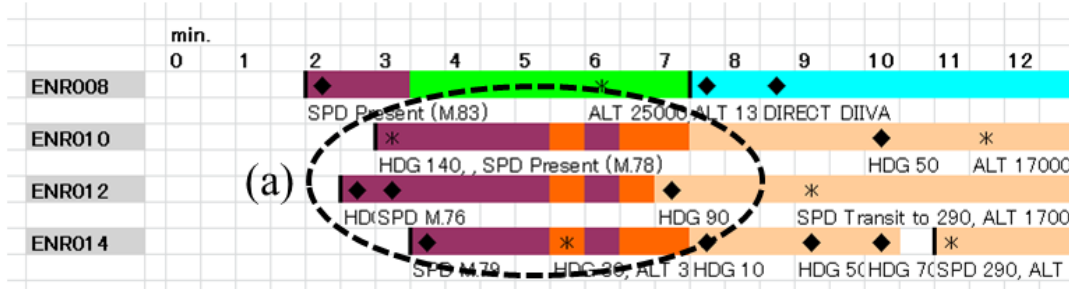 min.
0 1 2 3 4 5 6 7 8 9 10 11 12
ENR008
SPD Present (M.83) ALT 25000 ALT 13 DIRECT DIIVA
ENR010
HDG 140, , SPD Present (M.78) HDG 50 ALT 17000
(a)
ENR012
HD(SPD M.76 HDG 90 SPD Transit to 290, ALT 1700
ENR014
SPD M.79 HDG 30, ALT 3 HDG 10 HDG 5( HDG 7( SPD 290, ALT